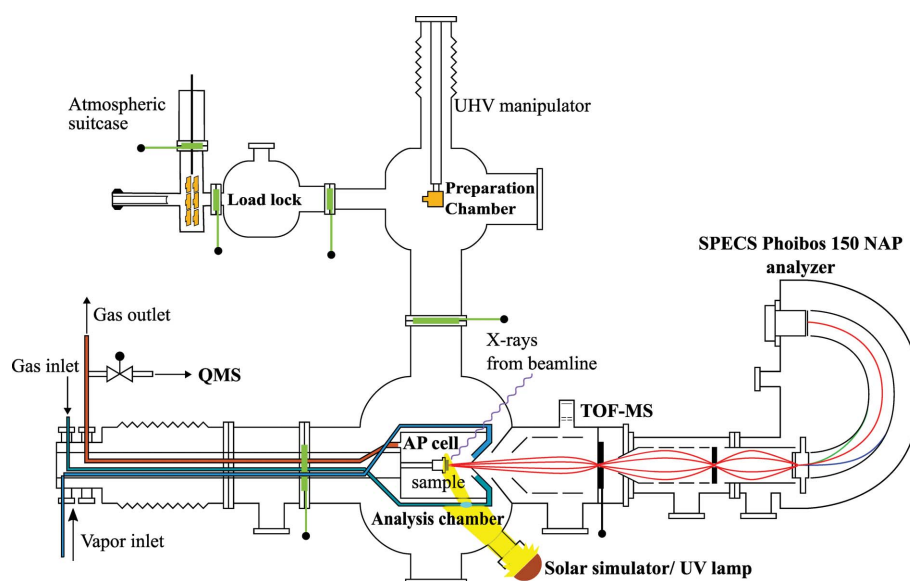 Atmospheric
suitcase
UHV manipulator
Load lock
Preparation
Chamber
SPECS Phoibos 150 NAP
analyzer
Gas outlet
X-rays
from beamline
Gas inlet
QMS
TOF-MS
AP cell
sample
Analysis chamber
Vapor inlet
Solar simulator/ UV lamp